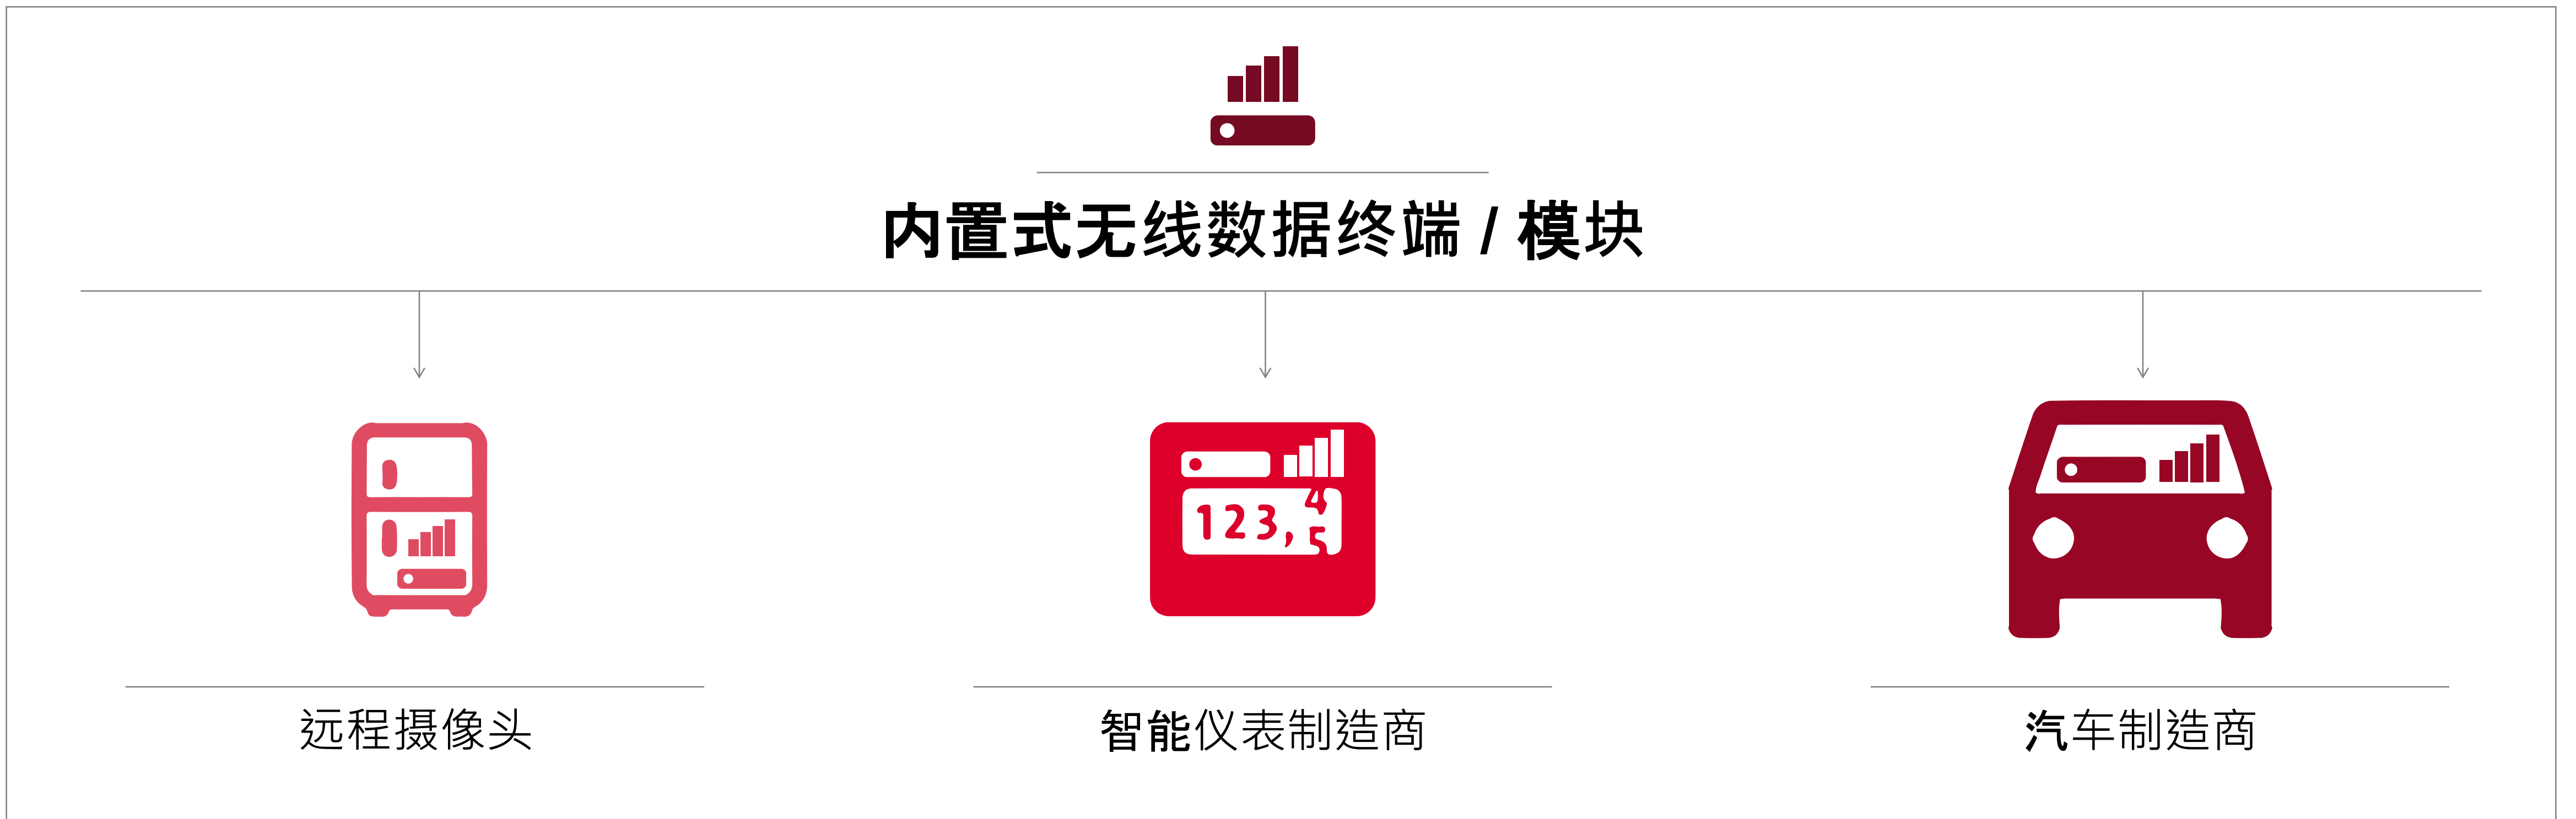 内置式无线数据终端 / 模块
123, 4
5
远程摄像头
智能仪表制造商
汽车制造商